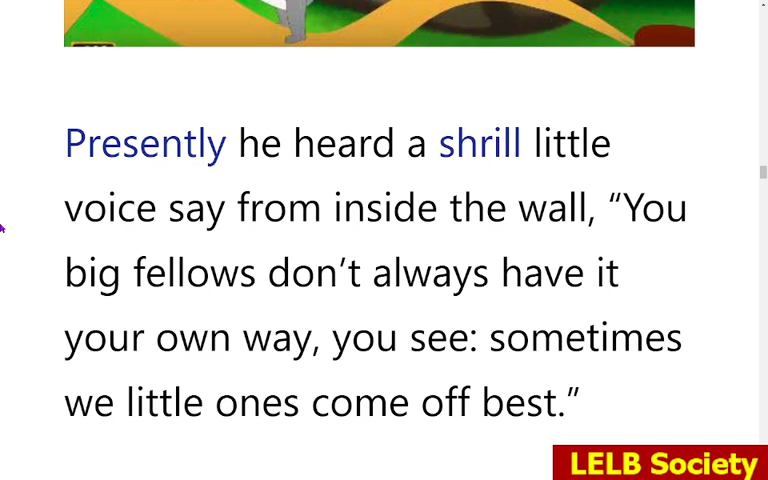 Presently he heard a shrill little
voice say from inside the wall, “You
big fellows don’t always have it
your own way, you see: sometimes
we little ones come off best.”
LELB Society